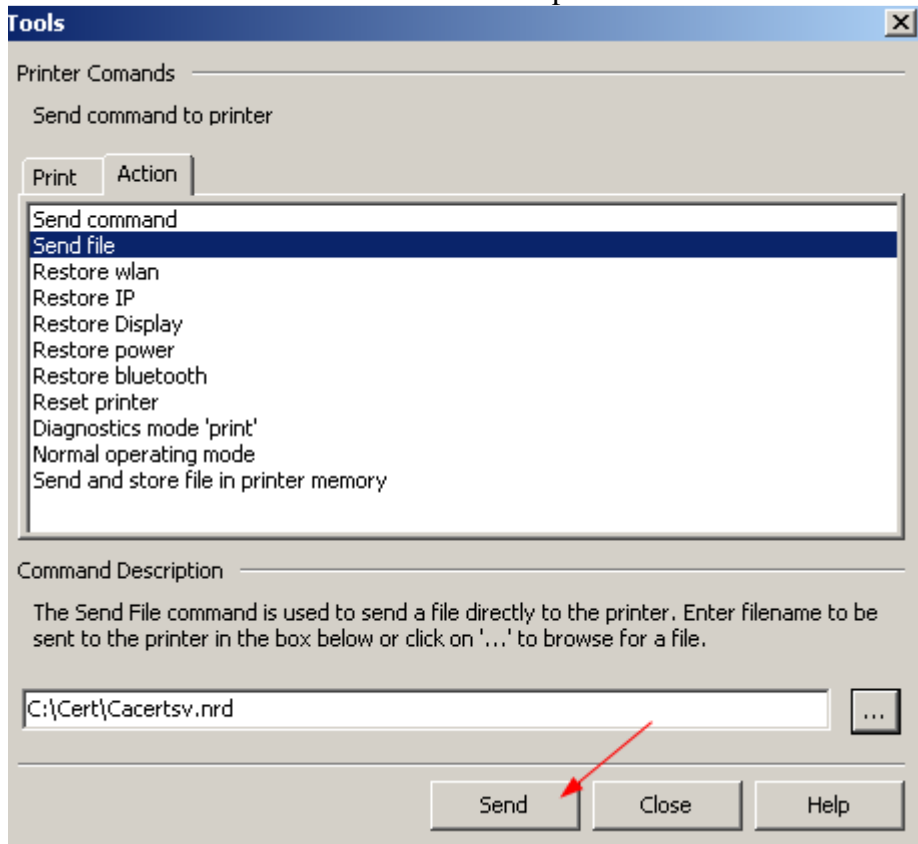 Tools
Printer Comands
Send command to printer
Print Action
Send command
Send file
Restore wlan
Restore IP
Restore Display
Restore power
Restore bluetooth
Reset printer
Diagnostics mode 'print'
Normal operating mode
Send and store file in printer memory
Command Description
The Send File command is used to send a file directly to the printer. Enter filename to be
sent to the printer in the box below or click on '...' to browse for a file.
C:\Cert\Cacertsv.nrd
...
Send Close Help